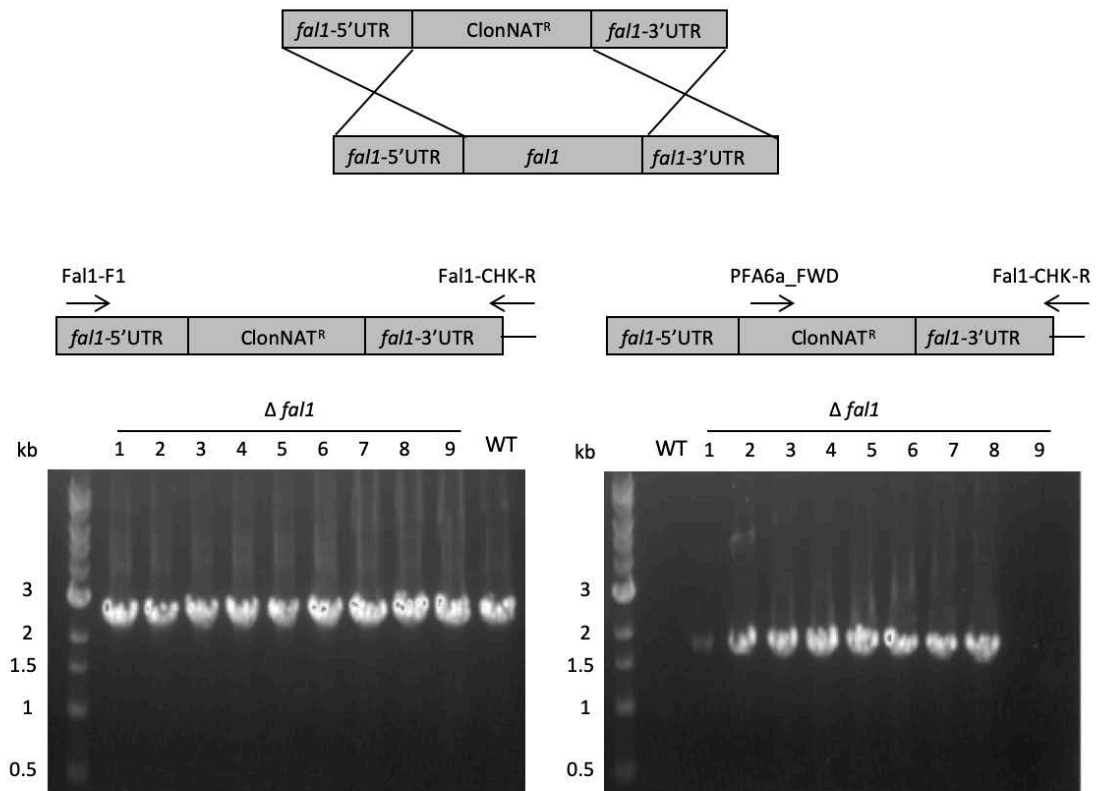 fal1-5’UTR ClonNATᴿ fal1-3’UTR
fal1-5’UTR fal1 fal1-3’UTR
Fal1-F1 Fal1-CHK-R
fal1-5’UTR ClonNATᴿ fal1-3’UTR
Δ fal1
kb 1 2 3 4 5 6 7 8 9 WT
3
2
1.5
1
0.5
PFA6a_FWD Fal1-CHK-R
fal1-5’UTR ClonNATᴿ fal1-3’UTR
Δ fal1
kb WT 1 2 3 4 5 6 7 8 9
3
2
1.5
1
0.5